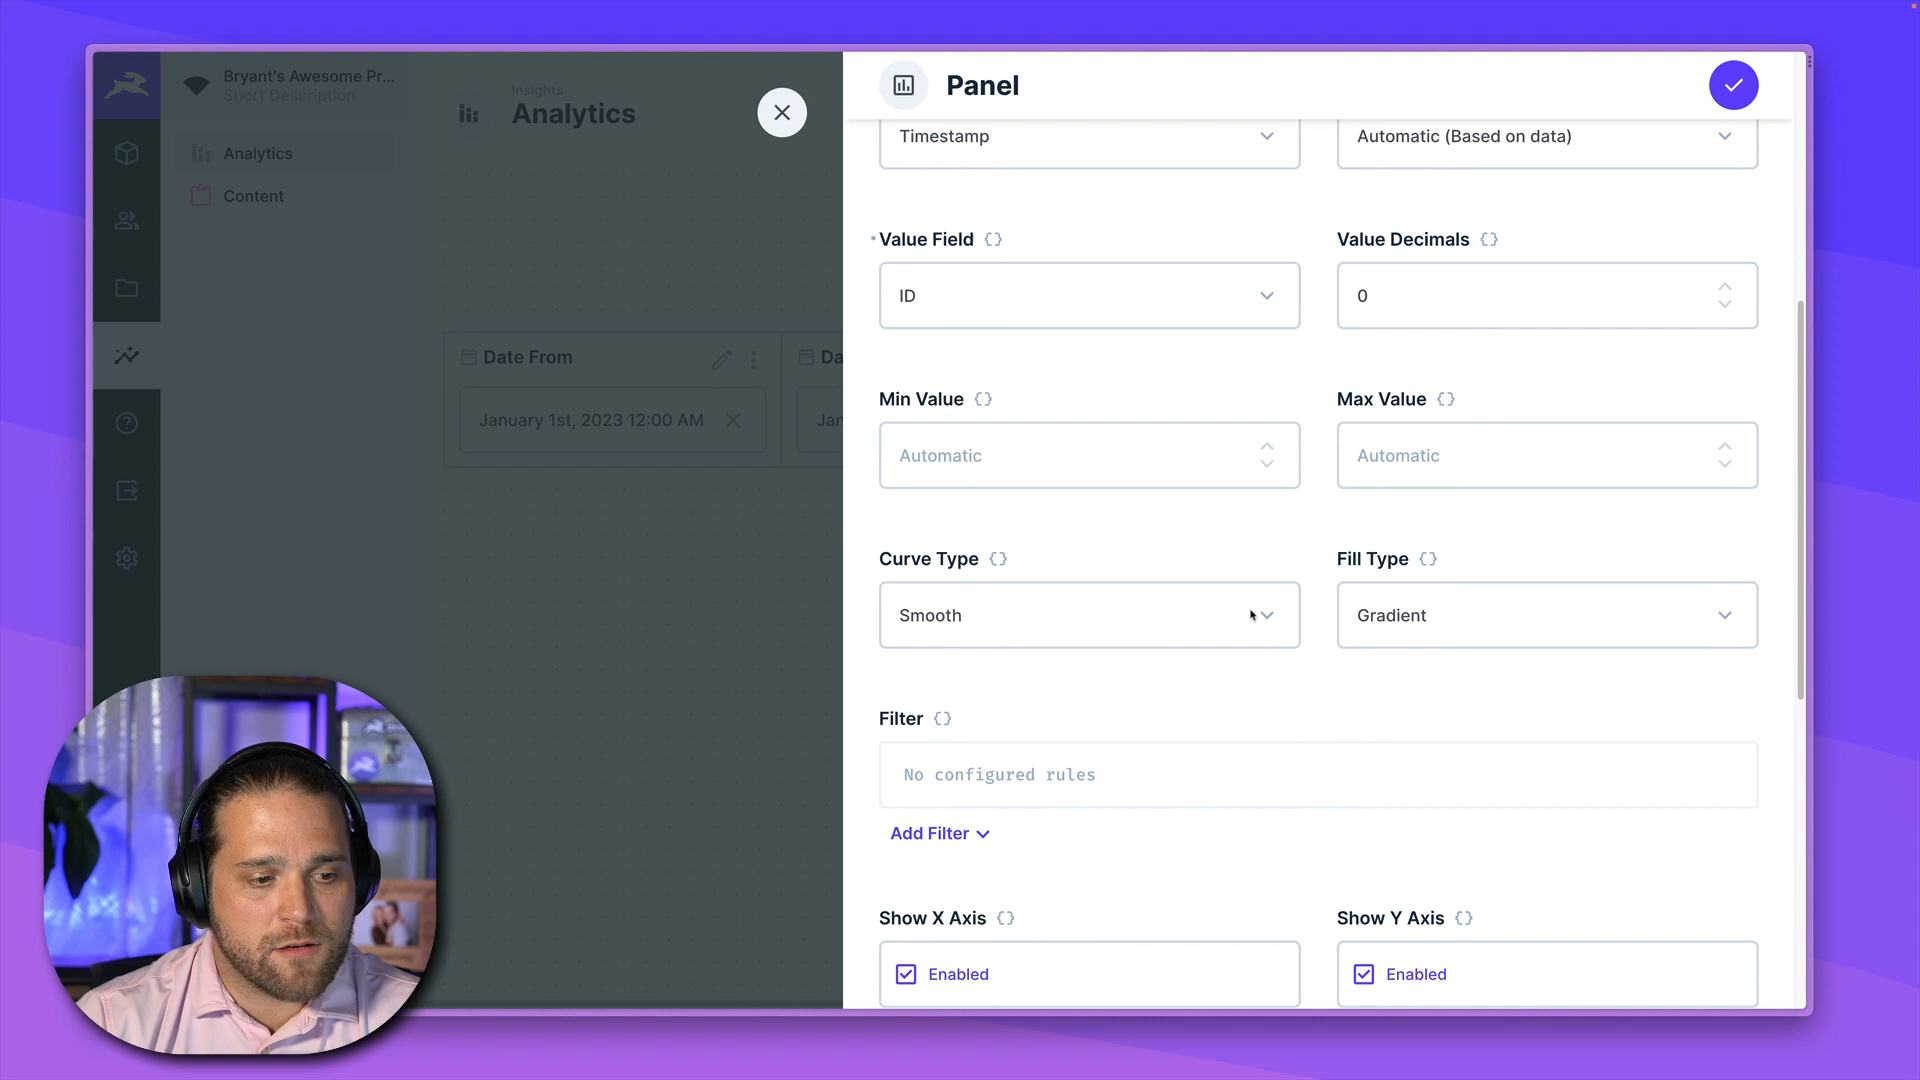 Bryant's Awesome Pr...
Short Description
Analytics
Content
Insights
Analytics
Date From
January 1st, 2023 12:00 AM
Da
Jan
Panel
Timestamp
Automatic (Based on data)
Value Field
Value Decimals
ID
0
Min Value
Max Value
Automatic
Automatic
Curve Type
Fill Type
Smooth
Gradient
Filter
No configured rules
Add Filter
Show X Axis
Show Y Axis
Enabled
Enabled